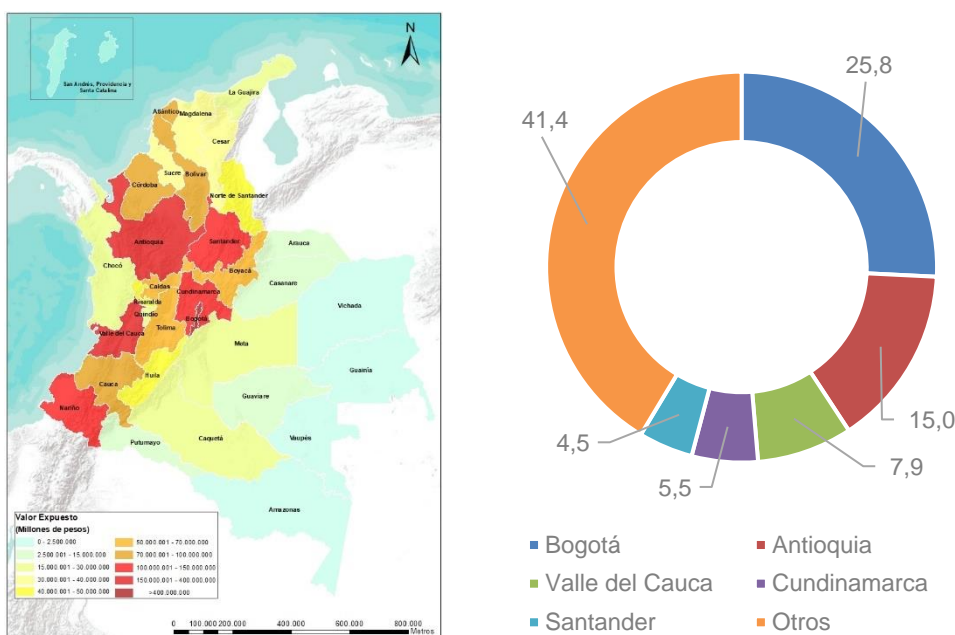 N
San Andrés, Providencia y
Santa Catalina
La Guajira
Atlántico
Magdalena
Cesar
Sucre
Bolívar
Córdoba
Norte de Santander
Antioquia
Santander
Arauca
Chocó
Boyacá
Caldas
Cundinamarca
Casanare
Risaralda
Vichada
Quindío
Bogotá
Valle del Cauca
Tolima
Meta
Guainía
Huila
Cauca
Guaviare
Nariño
Putumayo
Caquetá
Vaupés
Amazonas
Valor Expuesto
(Millones de pesos)
0 - 2.500.000
2.500.001 - 15.000.000
15.000.001 - 30.000.000
30.000.001 - 40.000.000
40.000.001 - 50.000.000
50.000.001 - 70.000.000
70.000.001 - 100.000.000
100.000.001 - 150.000.000
150.000.001 - 400.000.000
>400.000.000
0 100.000 200.000 400.000 600.000 800.000
Metros
25,8
41,4
15,0
4,5
7,9
5,5
Bogotá
Antioquia
Valle del Cauca
Cundinamarca
Santander
Otros